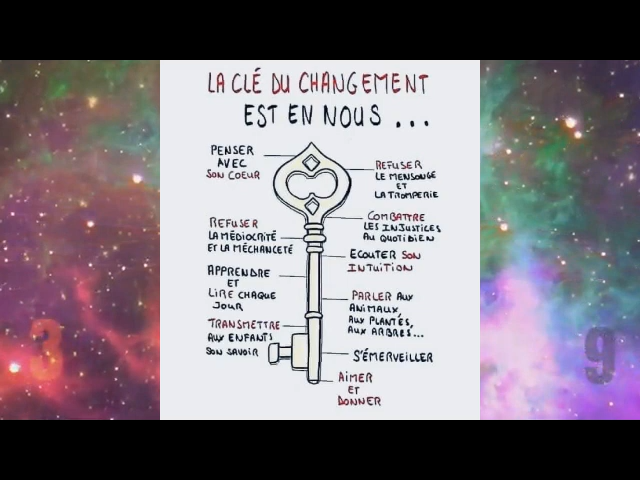 LA CLÉ DU CHANGEMENT
EST EN NOUS ...
PENSER
AVEC
SON COEUR
REFUSER
LA MÉDIOCRITÉ
ET LA MÉCHANCETÉ
APPRENDRE
ET
LIRE CHAQUE
JOUR
TRANSMETTRE
AUX ENFANTS
SON SAVOIR
REFUSER
LE MENSONGE
ET
LA TROMPERIE
COMBATTRE
LES INJUSTICES
AU QUOTIDIEN
ECOUTER SON
INTUITION
PARLER AUX
ANIMAUX,
AUX PLANTES,
AUX ARBRES...
S'ÉMERVEILLER
AIMER
ET
DONNER
3
9